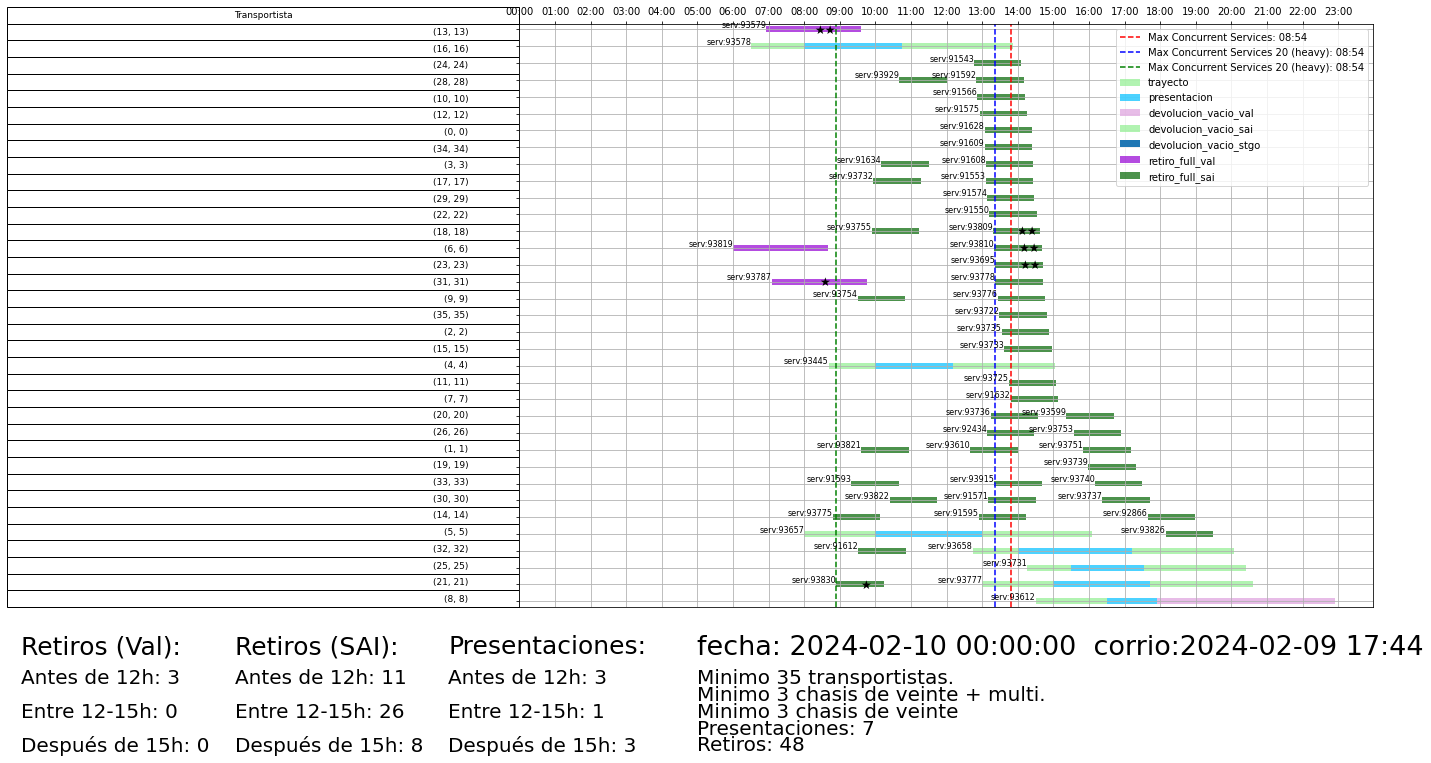 Transportista
00:00 01:00 02:00 03:00 04:00 05:00 06:00 07:00 08:00 09:00 10:00 11:00 12:00 13:00 14:00 15:00 16:00 17:00 18:00 19:00 20:00 21:00 22:00 23:00
(13, 13) serv:93579
(16, 16) serv:93578
(24, 24) serv:91543
(28, 28) serv:93929 serv:91592
(10, 10) serv:91566
(12, 12) serv:91575
(0, 0) serv:91628
(34, 34) serv:91609
(3, 3) serv:91634 serv:91608
(17, 17) serv:93732 serv:91553
(29, 29) serv:91574
(22, 22) serv:91550
(18, 18) serv:93755 serv:93809
(6, 6) serv:93819 serv:93810
(23, 23) serv:93695
(31, 31) serv:93787 serv:93778
(9, 9) serv:93754 serv:93776
(35, 35) serv:93722
(2, 2) serv:93735
(15, 15) serv:93733
(4, 4) serv:93445
(11, 11) serv:93725
(7, 7) serv:91632
(20, 20) serv:93736 serv:93599
(26, 26) serv:92434 serv:93753
(1, 1) serv:93821 serv:93610 serv:93751
(19, 19) serv:93739
(33, 33) serv:91593 serv:93915 serv:93740
(30, 30) serv:93822 serv:91571 serv:93737
(14, 14) serv:93775 serv:91595 serv:92866
(5, 5) serv:93657 serv:93826
(32, 32) serv:91612 serv:93658
(25, 25) serv:93731
(21, 21) serv:93830 serv:93777
(8, 8) serv:93612
Max Concurrent Services: 08:54
Max Concurrent Services 20 (heavy): 08:54
Max Concurrent Services 20 (heavy): 08:54
trayecto
presentacion
devolucion_vacio_val
devolucion_vacio_sai
devolucion_vacio_stgo
retiro_full_val
retiro_full_sai
Retiros (Val):
Antes de 12h: 3
Entre 12-15h: 0
Después de 15h: 0
Retiros (SAI):
Antes de 12h: 11
Entre 12-15h: 26
Después de 15h: 8
Presentaciones:
Antes de 12h: 3
Entre 12-15h: 1
Después de 15h: 3
fecha: 2024-02-10 00:00:00 corrio:2024-02-09 17:44
Minimo 35 transportistas.
Minimo 3 chasis de veinte + multi.
Minimo 3 chasis de veinte
Presentaciones: 7
Retiros: 48